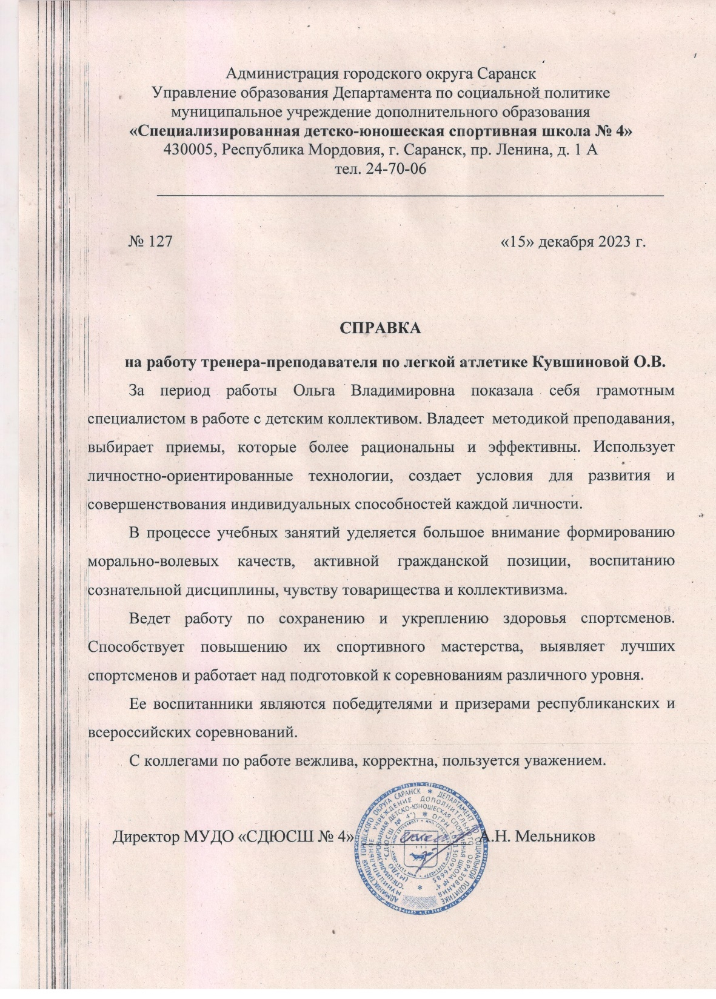 Администрация городского округа Саранск
Управление образования Департамента по социальной политике
муниципальное учреждение дополнительного образования
«Специализированная детско-юношеская спортивная школа № 4»
430005, Республика Мордовия, г. Саранск, пр. Ленина, д. 1 А
тел. 24-70-06
№ 127 «15» декабря 2023 г.
СПРАВКА
на работу тренера-преподавателя по легкой атлетике Кувшиновой О.В.
За период работы Ольга Владимировна показала себя грамотным
специалистом в работе с детским коллективом. Владеет методикой преподавания,
выбирает приемы, которые более рациональны и эффективны. Использует
личностно-ориентированные технологии, создает условия для развития и
совершенствования индивидуальных способностей каждой личности.
В процессе учебных занятий уделяется большое внимание формированию
морально-волевых качеств, активной гражданской позиции, воспитанию
сознательной дисциплины, чувству товарищества и коллективизма.
Ведет работу по сохранению и укреплению здоровья спортсменов.
Способствует повышению их спортивного мастерства, выявляет лучших
спортсменов и работает над подготовкой к соревнованиям различного уровня.
Ее воспитанники являются победителями и призерами республиканских и
всероссийских соревнований.
С коллегами по работе вежлива, корректна, пользуется уважением.
Директор МУДО «СДЮСШ № 4» А.Н. Мельников
АДМИНИСТРАЦИЯ ГОРОДСКОГО ОКРУГА САРАНСК * ДЕПАРТАМЕНТ ПО СОЦИАЛЬНОЙ ПОЛИТИКЕ
МУНИЦИПАЛЬНОЕ УЧРЕЖДЕНИЕ ДОПОЛНИТЕЛЬНОГО ОБРАЗОВАНИЯ
"СПЕЦИАЛИЗИРОВАННАЯ ДЕТСКО-ЮНОШЕСКАЯ СПОРТИВНАЯ ШКОЛА № 4"
(МУДО "СДЮСШ № 4") * ОГРН